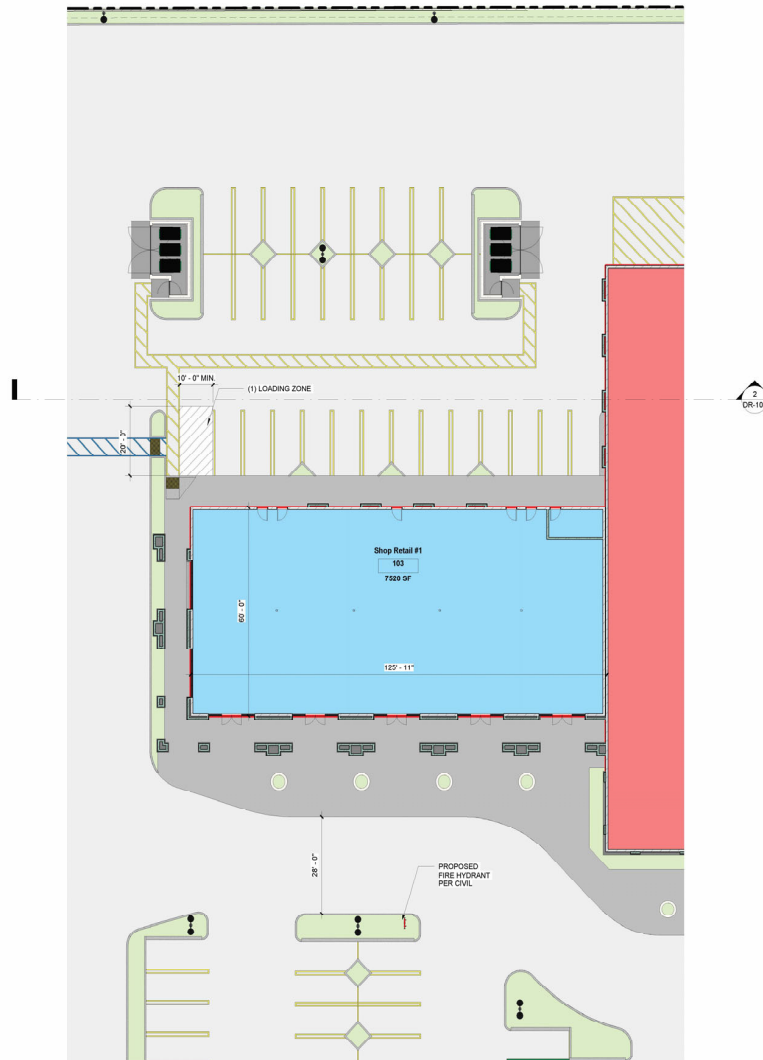 10' - 0" MIN.
(1) LOADING ZONE
2
DR-10
20' - 0"
Shop Retail #1
103
7520 SF
60' - 0"
125' - 11"
28' - 0"
PROPOSED
FIRE HYDRANT
PER CIVIL